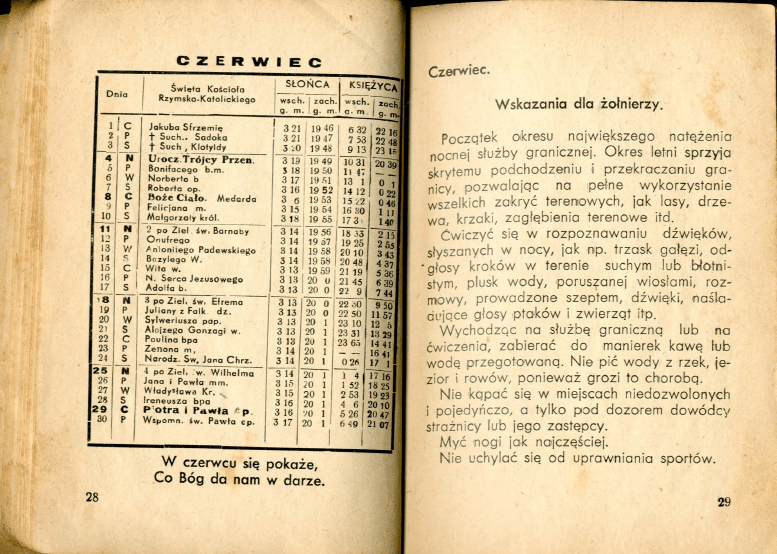 CZERWIEC
Dnia Święta Kościoła Rzymsko-Katolickiego SŁOŃCA KSIĘŻYCA
wsch. zach. wsch. zach.
g. m. g. m. g. m. g. m.
1 C Jakuba Strzemię 3 21 19 46 6 32 22 16
2 P † Such.. Sadoka 3 21 19 47 7 53 22 48
3 S † Such, Klotyldy 3 20 19 48 9 13 23 15
4 N Urocz.Trójcy Przen. 3 19 19 49 10 31 20 39
5 P Bonifacego b.m. 3 18 19 50 11 47 —
6 W Norberta b 3 17 19 51 13 1 0 1
7 S Roberta op. 3 16 19 52 14 12 0 22
8 C Boże Ciało. Medarda 3 6 19 53 15 22 0 46
9 P Felicjana m. 3 15 19 54 16 30 1 11
10 S Małgorzaty król. 3 18 19 55 17 3 1 40
11 N 2 po Ziel. św. Barnaby 3 14 19 56 18 33 2 15
12 P Onufrego 3 14 19 57 19 25 2 55
13 W Antoniego Padewskiego 3 14 19 58 20 10 3 43
14 S Bazylego W. 3 14 19 58 20 48 4 37
15 C Wita w. 3 13 19 59 21 19 5 36
16 P N. Serca Jezusowego 3 13 20 0 21 45 6 39
17 S Adolfa b. 3 13 20 0 22 9 7 44
18 N 3 po Ziel. św. Efrema 3 13 20 0 22 30 9 50
19 P Juliany z Falk. dz. 3 13 20 0 22 50 11 57
20 W Sylweriusza pap. 3 13 20 1 23 10 12 5
21 S Alojzego Gonzagi w. 3 13 20 1 23 31 13 29
22 C Paulina bpa 3 13 20 1 23 65 14 41
23 P Zenona m, 3 14 20 1 — — 16 41
24 S Narodz. Sw, Jana Chrz. 3 14 20 1 0 26 17 1
25 N 4 po Ziel. św. Wilhelma 3 14 20 1 1 4 17 16
26 P Jana i Pawła mm. 3 15 20 1 1 52 18 25
27 W Władysława Kr. 3 15 20 1 2 53 19 23
28 S Ireneusza bpa 3 16 20 1 4 6 20 10
29 C Piotra i Pawła ap. 3 16 20 1 5 26 20 47
30 P Wspomn. św. Pawła ap. 3 17 20 1 6 49 21 07
W czerwcu się pokaże,
Co Bóg da nam w darze.
28
Czerwiec.
Wskazania dla żołnierzy.
Początek okresu największego natężenia
nocnej służby granicznej. Okres letni sprzyja
skrytemu podchodzeniu i przekraczaniu gra-
nicy, pozwalając na pełne wykorzystanie
wszelkich zakryć terenowych, jak lasy, drze-
wa, krzaki, zagłębienia terenowe itd.
Ćwiczyć się w rozpoznawaniu dźwięków,
słyszanych w nocy, jak np. trzask gałęzi, od-
głosy kroków w terenie suchym lub błotni-
stym, plusk wody, poruszanej wiosłami, roz-
mowy, prowadzone szeptem, dźwięki, naśla-
dujące głosy ptaków i zwierząt itp.
Wychodząc na służbę graniczną lub na
ćwiczenia, zabierać do manierek kawę lub
wodę przegotowaną. Nie pić wody z rzek, je-
zior i rowów, ponieważ grozi to chorobą.
Nie kąpać się w miejscach niedozwolonych
i pojedyńczo, a tylko pod dozorem dowódcy
strażnicy lub jego zastępcy.
Myć nogi jak najczęściej.
Nie uchylać się od uprawniania sportów.
29